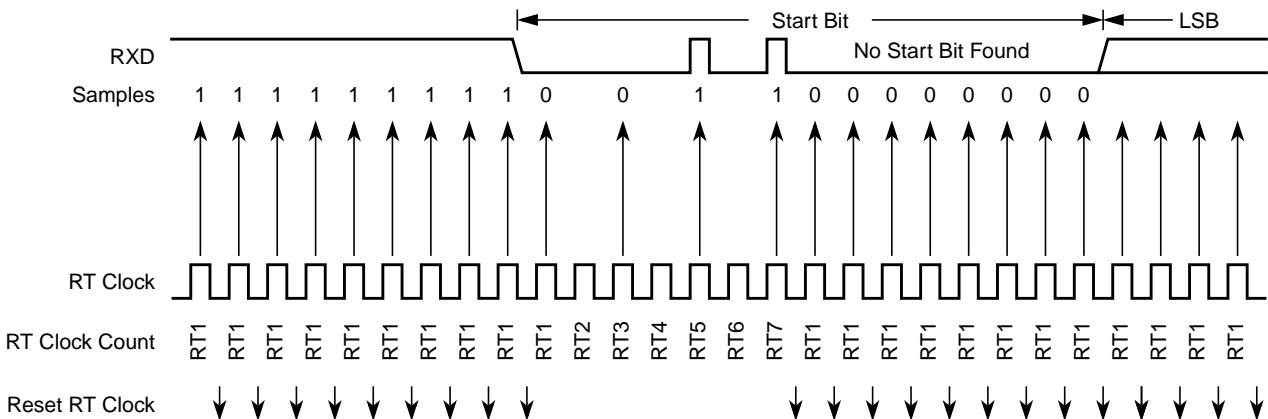 Start Bit LSB
RXD No Start Bit Found
Samples 1 1 1 1 1 1 1 1 1 0 0 1 1 0 0 0 0 0 0 0 0
RT Clock
RT Clock Count RT1 RT1 RT1 RT1 RT1 RT1 RT1 RT1 RT1 RT1 RT2 RT3 RT4 RT5 RT6 RT7 RT1 RT1 RT1 RT1 RT1 RT1 RT1 RT1 RT1 RT1 RT1 RT1
Reset RT Clock